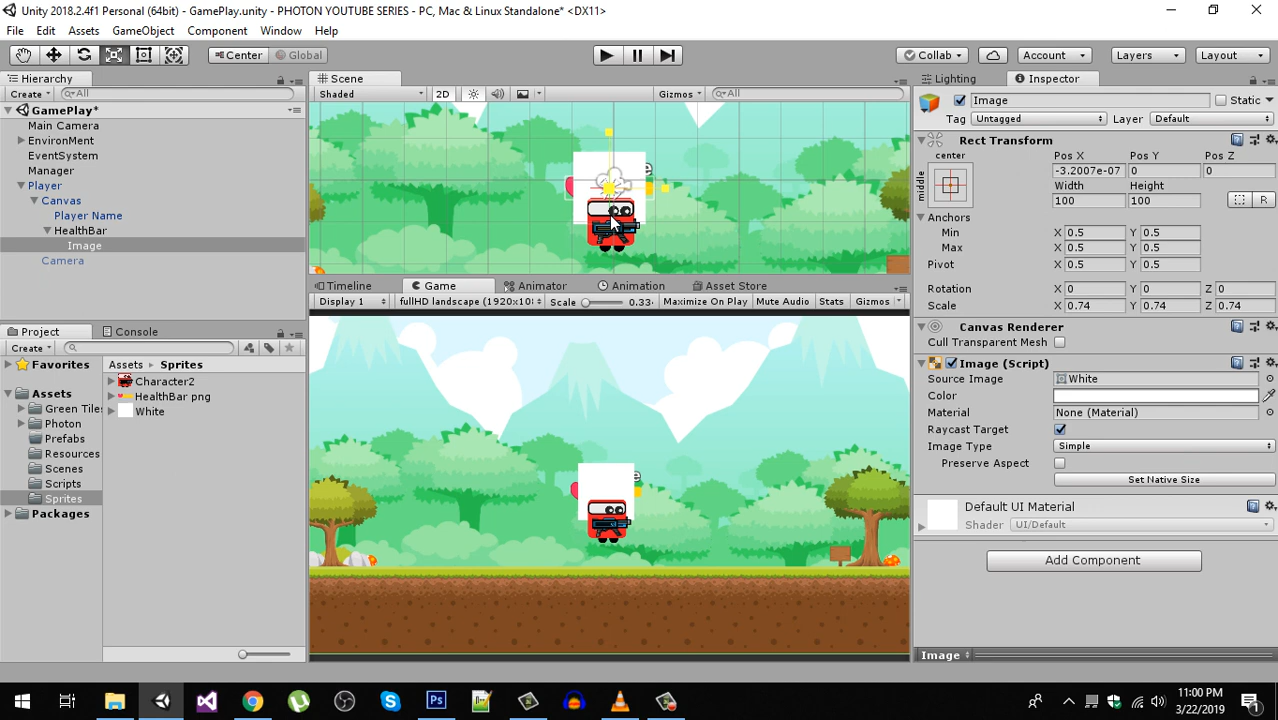 Unity 2018.2.4f1 Personal (64bit) - GamePlay.unity - PHOTON YOUTUBE SERIES - PC, Mac & Linux Standalone* <DX11>
File Edit Assets GameObject Component Window Help
Center Global Collab Account Layers Layout
Hierarchy
Create All
GamePlay*
Main Camera
EnvironMent
EventSystem
Manager
Player
Canvas
Player Name
HealthBar
Image
Camera
Project Console
Create
Favorites
Assets
Green Tiles
Photon
Prefabs
Resources
Scenes
Scripts
Sprites
Packages
Assets Sprites
Character2
HealthBar png
White
Scene
Shaded 2D Gizmos All
e
Timeline Game Animator Animation Asset Store
Display 1 fullHD landscape (1920x10 Scale 0.33 Maximize On Play Mute Audio Stats Gizmos
e
Lighting Inspector
Image Static
Tag Untagged Layer Default
Rect Transform
center
middle
Pos X Pos Y Pos Z
-3.2007e-07 0 0
Width Height
100 100
R
Anchors
Min X 0.5 Y 0.5
Max X 0.5 Y 0.5
Pivot X 0.5 Y 0.5
Rotation X 0 Y 0 Z 0
Scale X 0.74 Y 0.74 Z 0.74
Canvas Renderer
Cull Transparent Mesh
Image (Script)
Source Image White
Color
Material None (Material)
Raycast Target
Image Type Simple
Preserve Aspect
Set Native Size
Default UI Material
Shader UI/Default
Add Component
Image
Ps
11:00 PM
3/22/2019
1